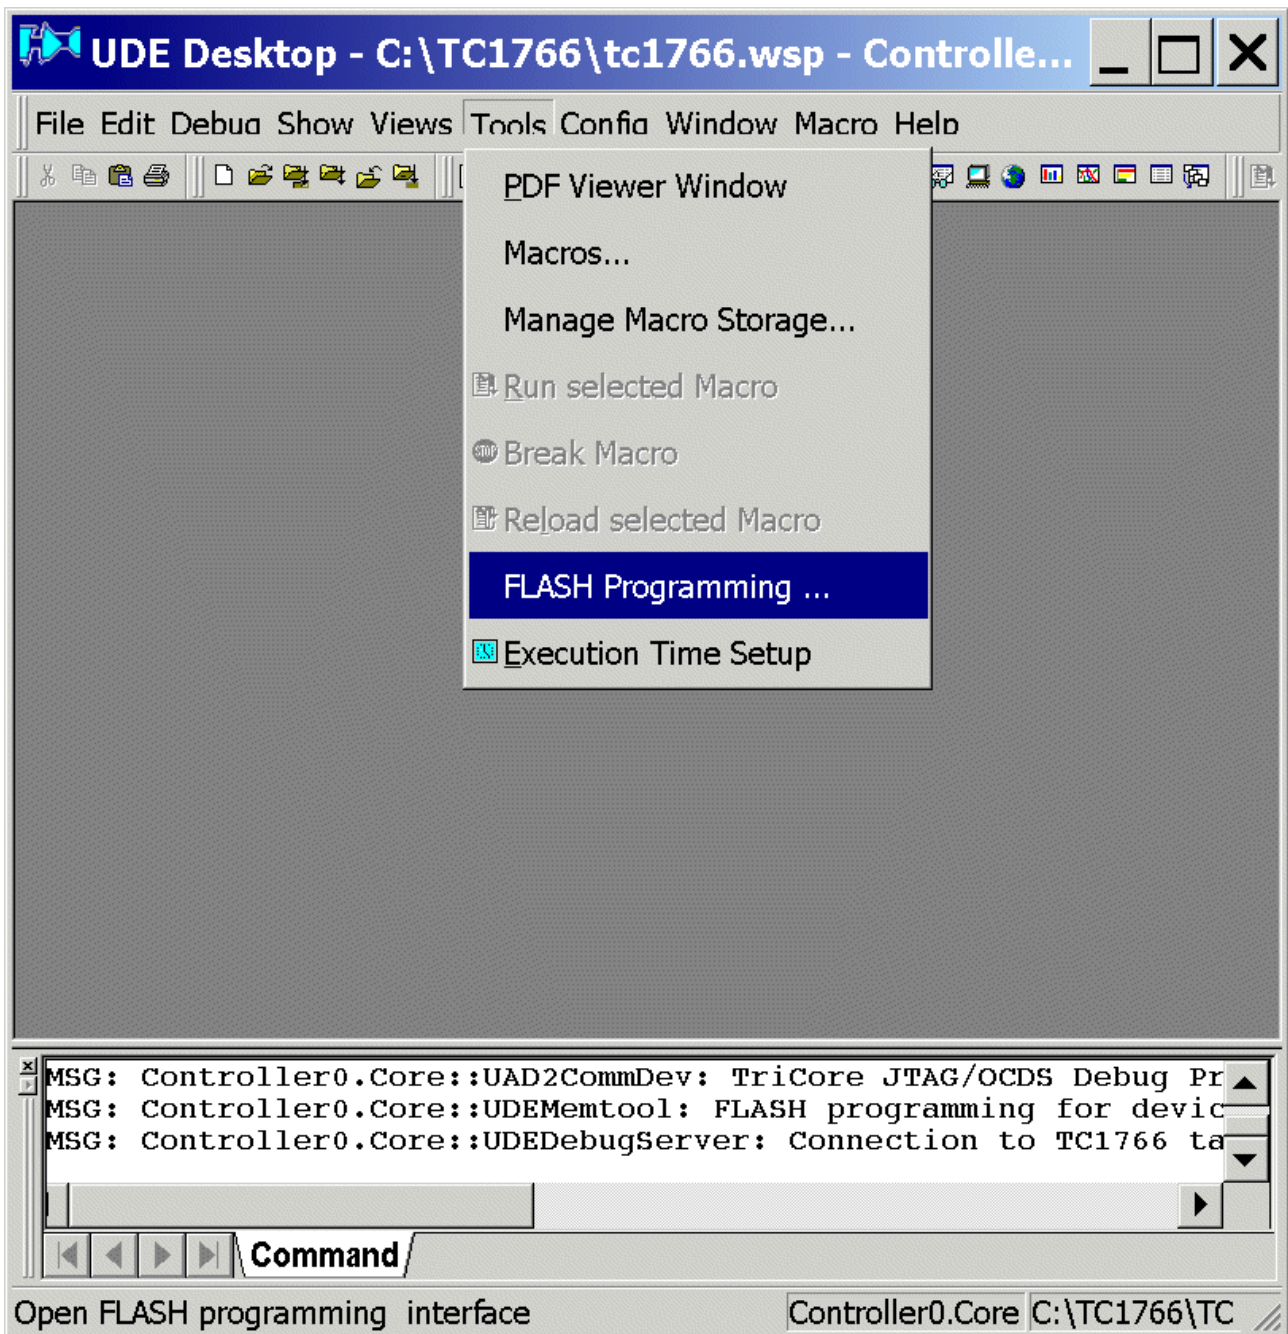 UDE Desktop - C:\TC1766\tc1766.wsp - Controlle...
File Edit Debug Show Views Tools Config Window Macro Help
PDF Viewer Window
Macros...
Manage Macro Storage...
Run selected Macro
STOP Break Macro
Reload selected Macro
FLASH Programming ...
Execution Time Setup
MSG: Controller0.Core::UAD2CommDev: TriCore JTAG/OCDS Debug Pr
MSG: Controller0.Core::UDEMemtool: FLASH programming for devic
MSG: Controller0.Core::UDEDebugServer: Connection to TC1766 ta
Command
Open FLASH programming interface Controller0.Core C:\TC1766\TC